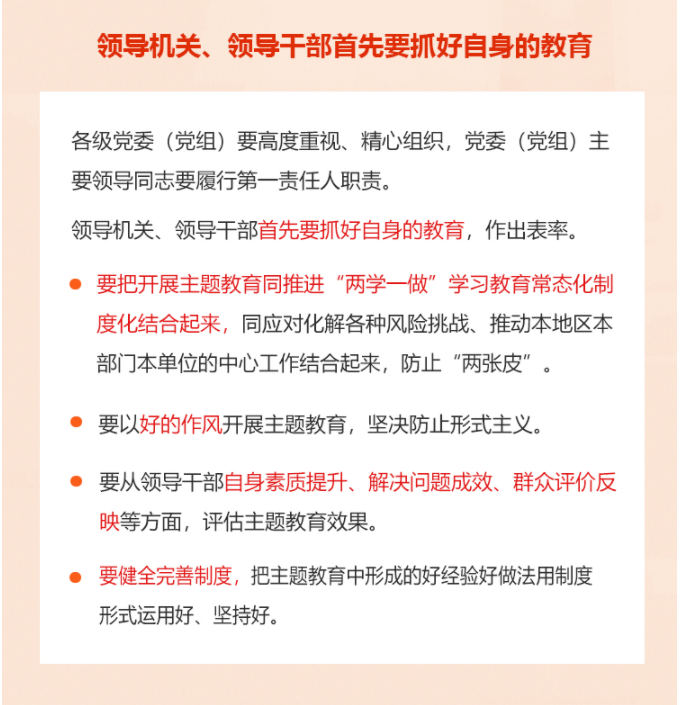 领导机关、领导干部首先要抓好自身的教育
各级党委（党组）要高度重视、精心组织，党委（党组）主
要领导同志要履行第一责任人职责。
领导机关、领导干部首先要抓好自身的教育，作出表率。
要把开展主题教育同推进“两学一做”学习教育常态化制
度化结合起来，同应对化解各种风险挑战、推动本地区本
部门本单位的中心工作结合起来，防止“两张皮”。
要以好的作风开展主题教育，坚决防止形式主义。
要从领导干部自身素质提升、解决问题成效、群众评价反
映等方面，评估主题教育效果。
要健全完善制度，把主题教育中形成的好经验好做法用制度
形式运用好、坚持好。